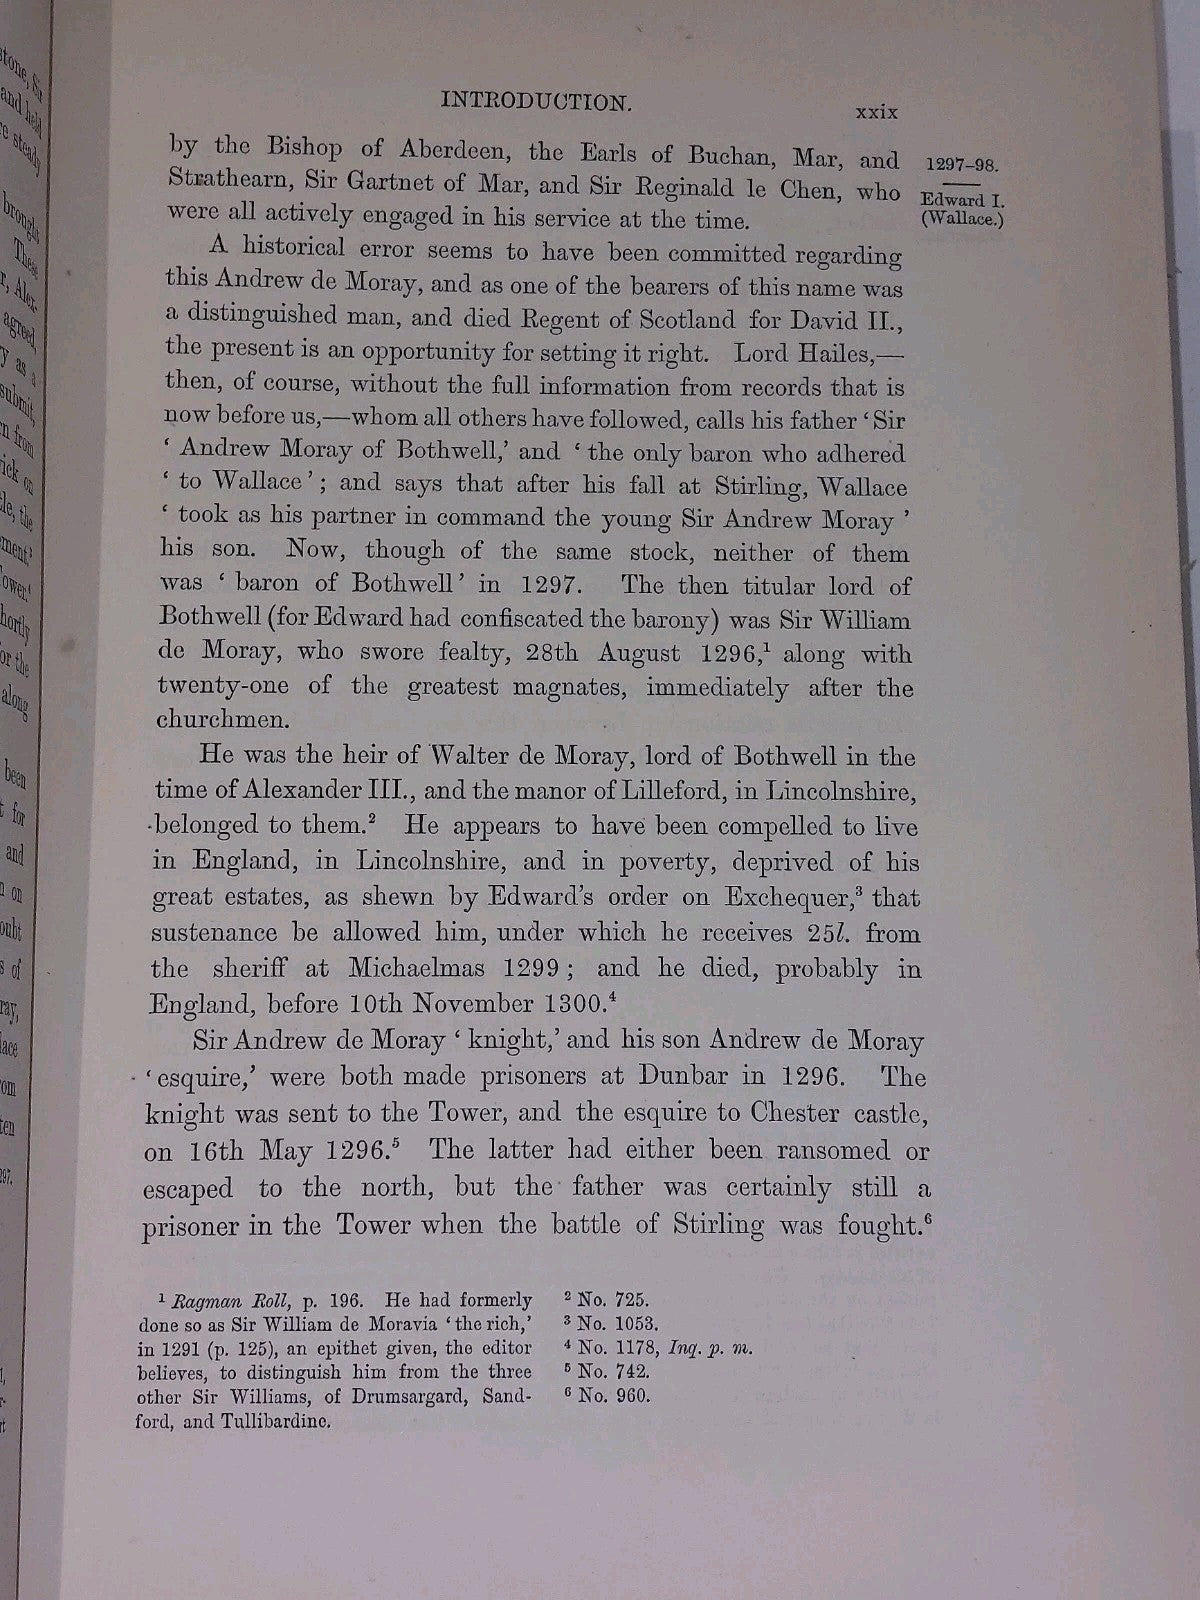 INTRODUCTION. xxix
by the Bishop of Aberdeen, the Earls of Buchan, Mar, and
Strathearn, Sir Gartnet of Mar, and Sir Reginald le Chen, who
were all actively engaged in his service at the time.
1297–98.
Edward I.
(Wallace.)
A historical error seems to have been committed regarding
this Andrew de Moray, and as one of the bearers of this name was
a distinguished man, and died Regent of Scotland for David II.,
the present is an opportunity for setting it right. Lord Hailes,—
then, of course, without the full information from records that is
now before us,—whom all others have followed, calls his father ‘Sir
‘Andrew Moray of Bothwell,’ and ‘the only baron who adhered
‘to Wallace’; and says that after his fall at Stirling, Wallace
‘took as his partner in command the young Sir Andrew Moray’
his son. Now, though of the same stock, neither of them
was ‘baron of Bothwell’ in 1297. The then titular lord of
Bothwell (for Edward had confiscated the barony) was Sir William
de Moray, who swore fealty, 28th August 1296,¹ along with
twenty-one of the greatest magnates, immediately after the
churchmen.
He was the heir of Walter de Moray, lord of Bothwell in the
time of Alexander III., and the manor of Lilleford, in Lincolnshire,
belonged to them.² He appears to have been compelled to live
in England, in Lincolnshire, and in poverty, deprived of his
great estates, as shewn by Edward's order on Exchequer,³ that
sustenance be allowed him, under which he receives 25l. from
the sheriff at Michaelmas 1299; and he died, probably in
England, before 10th November 1300.⁴
Sir Andrew de Moray ‘knight,’ and his son Andrew de Moray
‘esquire,’ were both made prisoners at Dunbar in 1296. The
knight was sent to the Tower, and the esquire to Chester castle,
on 16th May 1296.⁵ The latter had either been ransomed or
escaped to the north, but the father was certainly still a
prisoner in the Tower when the battle of Stirling was fought.⁶
¹ Ragman Roll, p. 196. He had formerly
done so as Sir William de Moravia ‘the rich,’
in 1291 (p. 125), an epithet given, the editor
believes, to distinguish him from the three
other Sir Williams, of Drumsargard, Sand-
ford, and Tullibardine.
² No. 725.
³ No. 1053.
⁴ No. 1178, Inq. p. m.
⁵ No. 742.
⁶ No. 960.